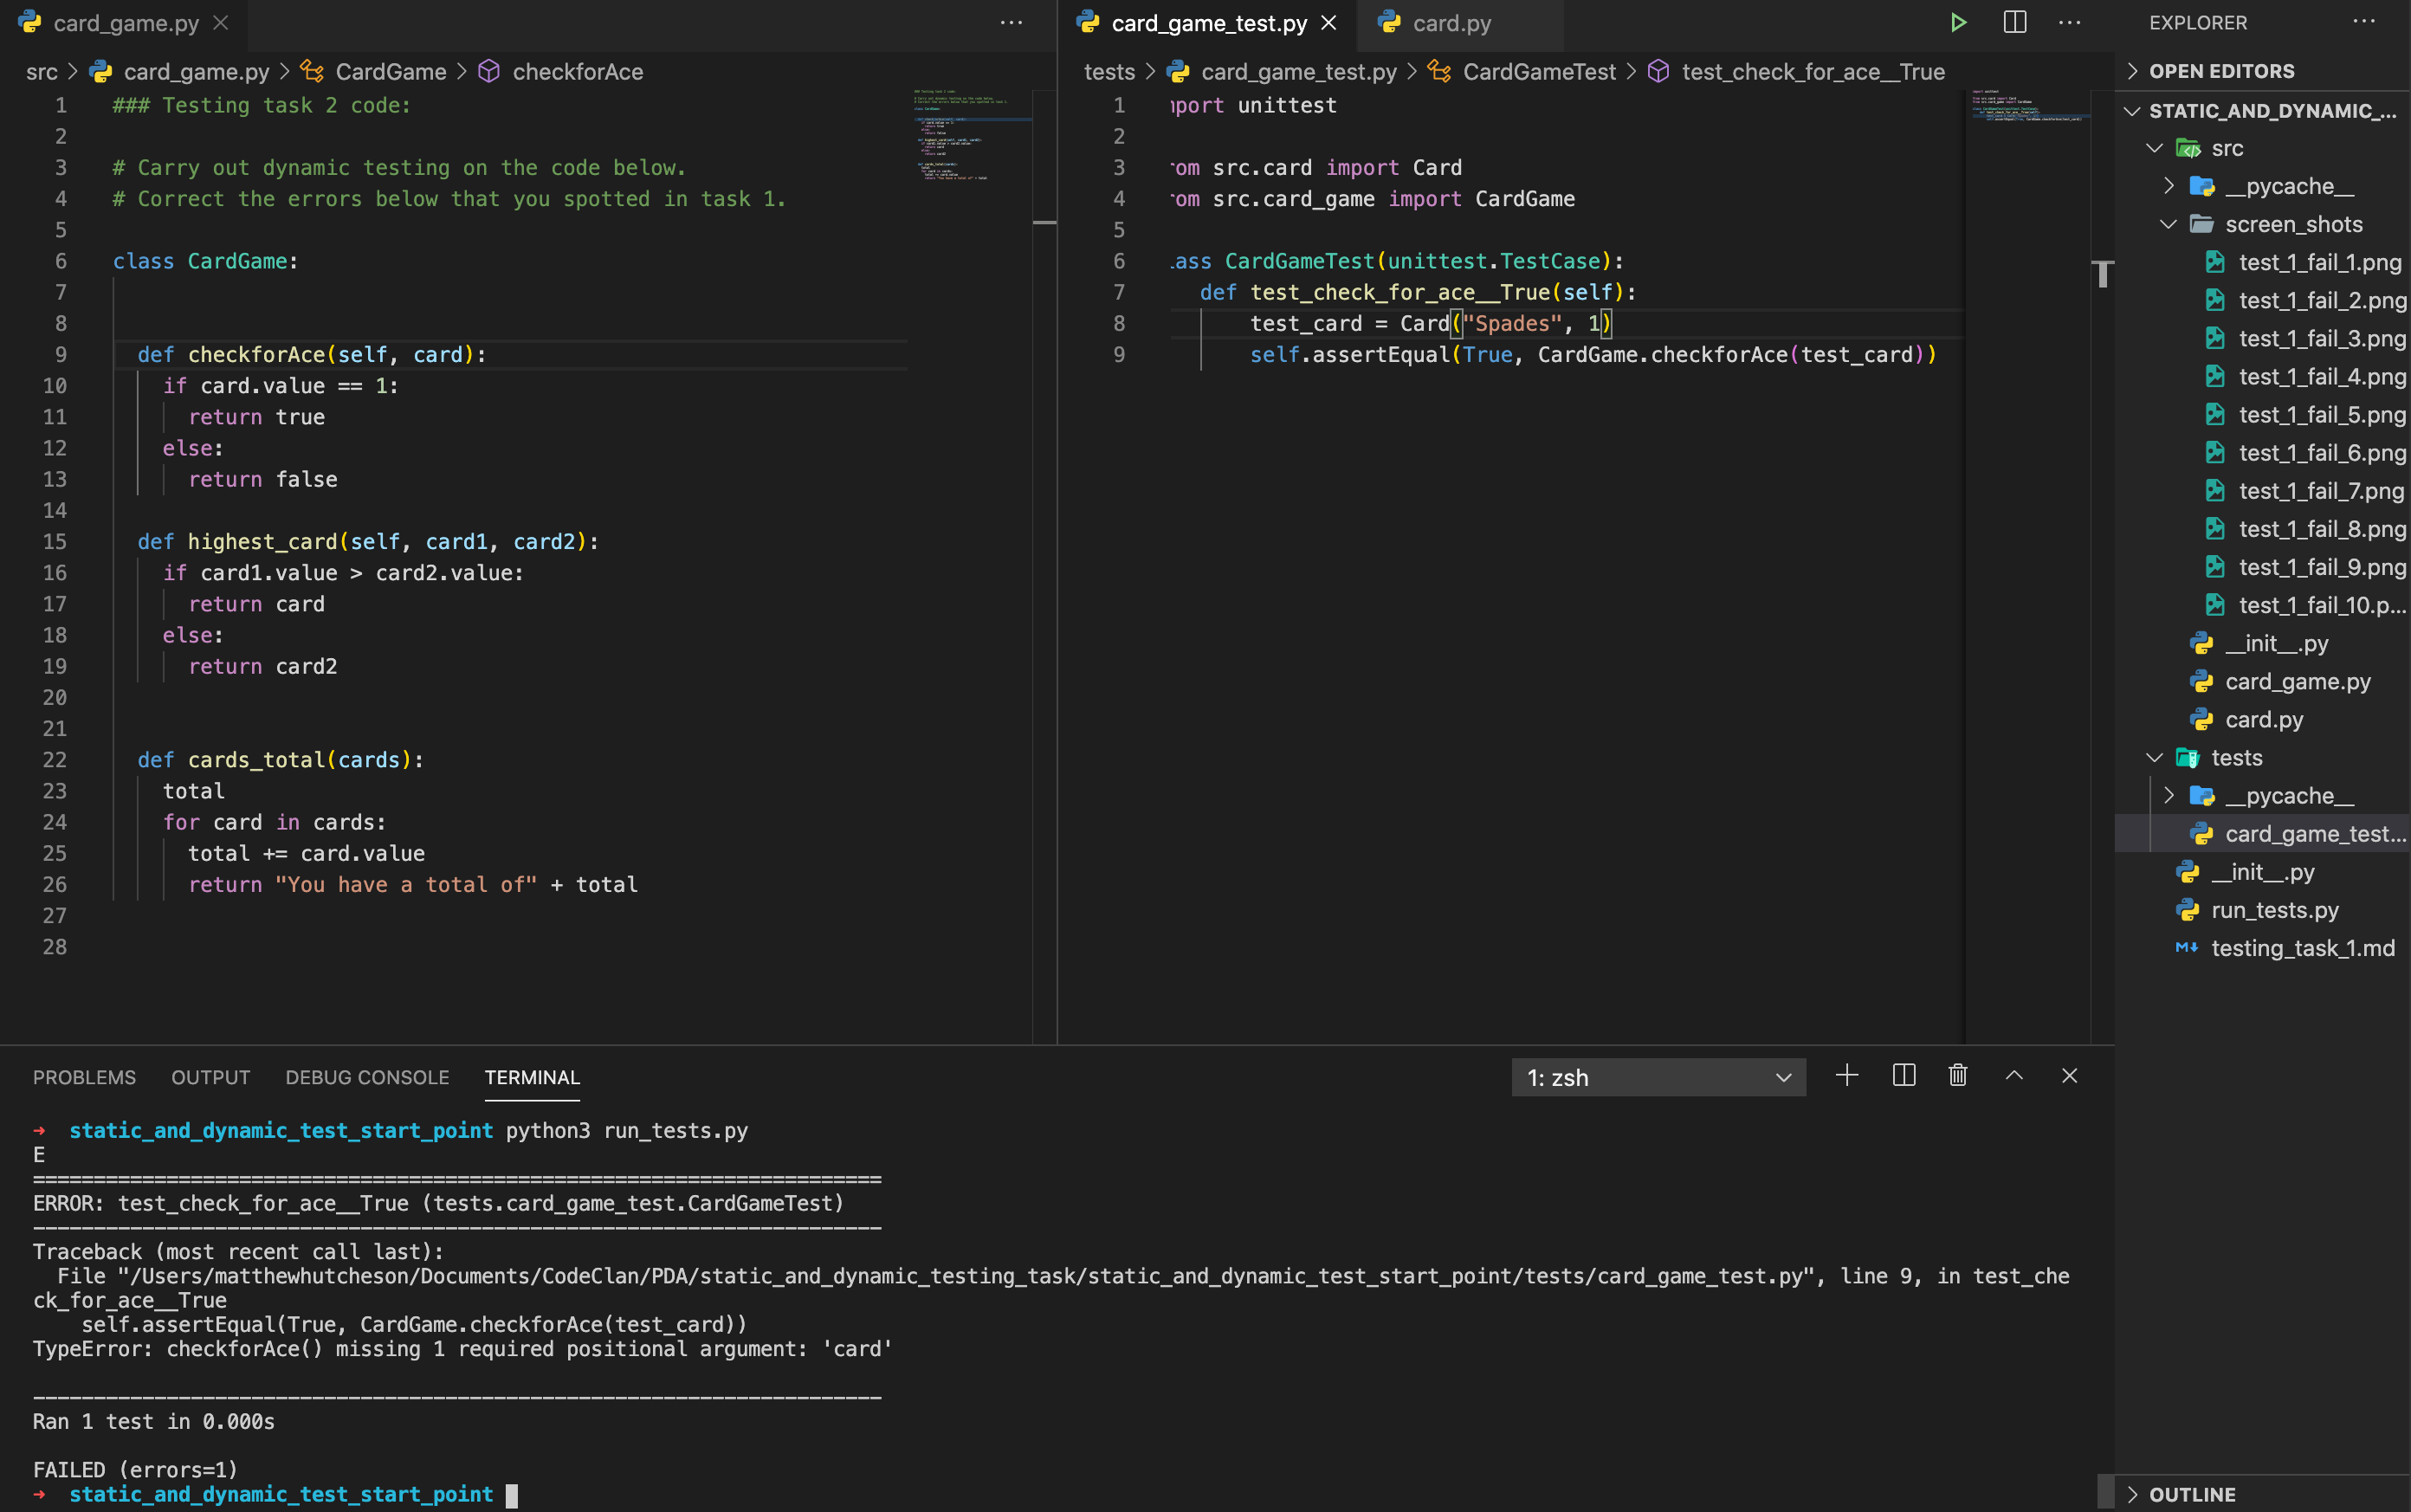 card_game.py
card_game_test.py
card.py
EXPLORER
src > card_game.py > CardGame > checkforAce
tests > card_game_test.py > CardGameTest > test_check_for_ace__True
1 ### Testing task 2 code:
2
3 # Carry out dynamic testing on the code below.
4 # Correct the errors below that you spotted in task 1.
5
6 class CardGame:
7
8
9 def checkforAce(self, card):
10 if card.value == 1:
11 return true
12 else:
13 return false
14
15 def highest_card(self, card1, card2):
16 if card1.value > card2.value:
17 return card
18 else:
19 return card2
20
21
22 def cards_total(cards):
23 total
24 for card in cards:
25 total += card.value
26 return "You have a total of" + total
27
28
1 port unittest
2
3 rom src.card import Card
4 rom src.card_game import CardGame
5
6 lass CardGameTest(unittest.TestCase):
7 def test_check_for_ace__True(self):
8 test_card = Card("Spades", 1)
9 self.assertEqual(True, CardGame.checkforAce(test_card))
OPEN EDITORS
STATIC_AND_DYNAMIC_...
src
__pycache__
screen_shots
test_1_fail_1.png
test_1_fail_2.png
test_1_fail_3.png
test_1_fail_4.png
test_1_fail_5.png
test_1_fail_6.png
test_1_fail_7.png
test_1_fail_8.png
test_1_fail_9.png
test_1_fail_10.p...
__init__.py
card_game.py
card.py
tests
__pycache__
card_game_test...
__init__.py
run_tests.py
testing_task_1.md
OUTLINE
PROBLEMS OUTPUT DEBUG CONSOLE TERMINAL
1: zsh
→ static_and_dynamic_test_start_point python3 run_tests.py
E
======================================================================
ERROR: test_check_for_ace__True (tests.card_game_test.CardGameTest)
----------------------------------------------------------------------
Traceback (most recent call last):
File "/Users/matthewhutcheson/Documents/CodeClan/PDA/static_and_dynamic_testing_task/static_and_dynamic_test_start_point/tests/card_game_test.py", line 9, in test_che
ck_for_ace__True
self.assertEqual(True, CardGame.checkforAce(test_card))
TypeError: checkforAce() missing 1 required positional argument: 'card'
----------------------------------------------------------------------
Ran 1 test in 0.000s
FAILED (errors=1)
→ static_and_dynamic_test_start_point